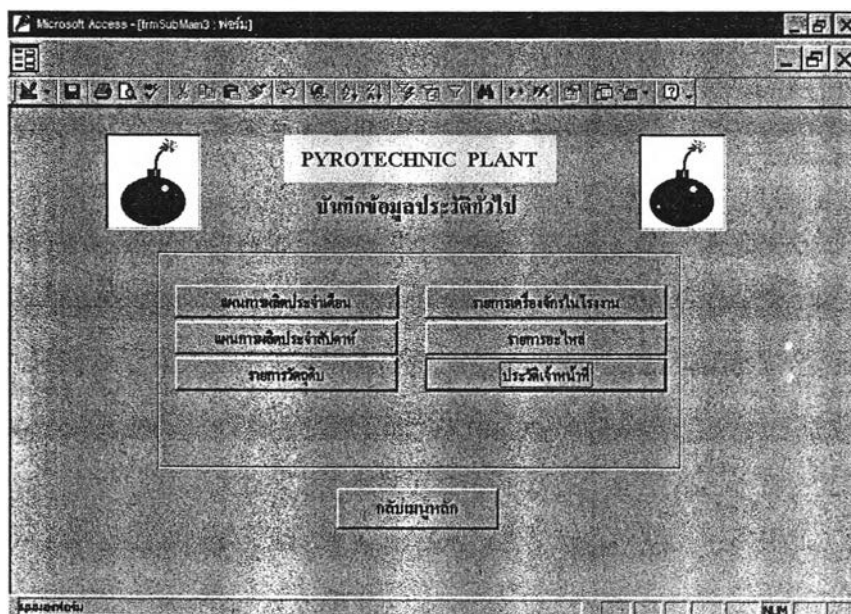 Microsoft Access - [frmSubMain3 : ฟอร์ม]
PYROTECHNIC PLANT
บันทึกข้อมูลประวัติทั่วไป
แผนการผลิตประจำเดือน
รายการเครื่องจักรในโรงงาน
แผนการผลิตประจำสัปดาห์
รายการอะไหล่
รายการวัตถุดิบ
ประวัติเจ้าหน้าที่
กลับเมนูหลัก
มุมมองฟอร์ม
NUM